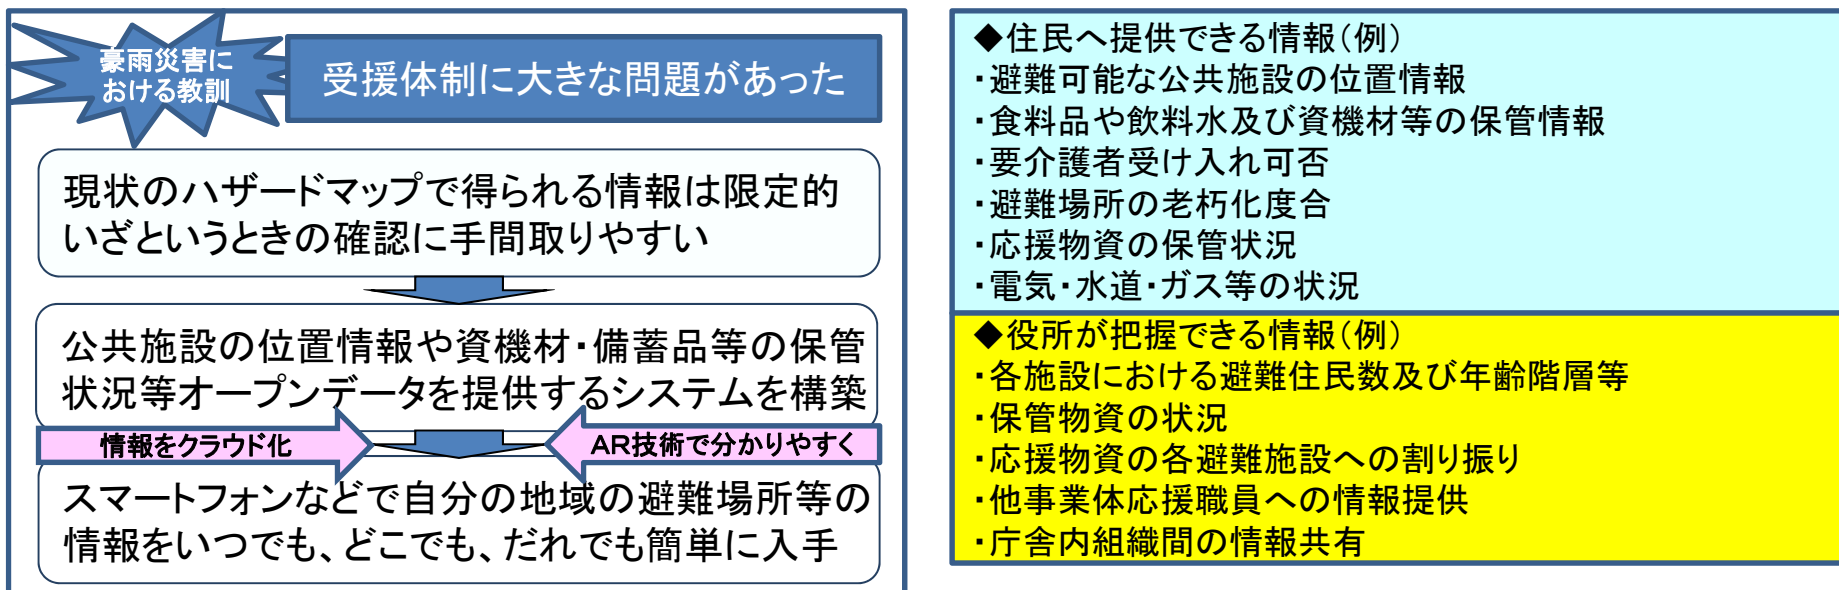 豪雨災害に
おける教訓
受援体制に大きな問題があった
現状のハザードマップで得られる情報は限定的
いざというときの確認に手間取りやすい
公共施設の位置情報や資機材・備蓄品等の保管
状況等オープンデータを提供するシステムを構築
情報をクラウド化
AR技術で分かりやすく
スマートフォンなどで自分の地域の避難場所等の
情報をいつでも、どこでも、だれでも簡単に入手
◆住民へ提供できる情報(例)
・避難可能な公共施設の位置情報
・食料品や飲料水及び資機材等の保管情報
・要介護者受け入れ可否
・避難場所の老朽化度合
・応援物資の保管状況
・電気・水道・ガス等の状況
◆役所が把握できる情報(例)
・各施設における避難住民数及び年齢階層等
・保管物資の状況
・応援物資の各避難施設への割り振り
・他事業体応援職員への情報提供
・庁舎内組織間の情報共有